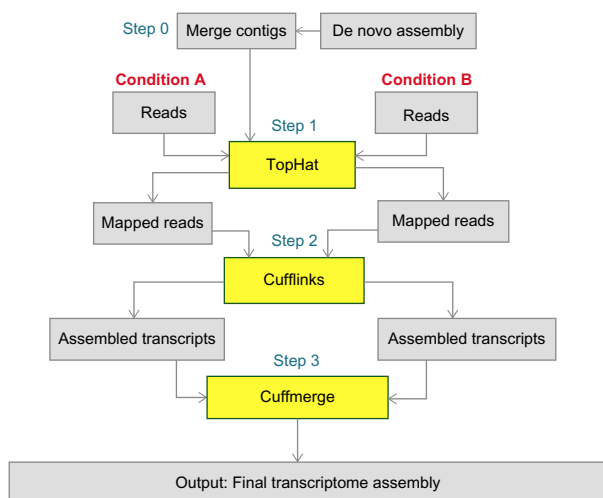 Step 0
Merge contigs
De novo assembly
Condition A
Condition B
Reads
Reads
Step 1
TopHat
Mapped reads
Mapped reads
Step 2
Cufflinks
Assembled transcripts
Assembled transcripts
Step 3
Cuffmerge
Output: Final transcriptome assembly